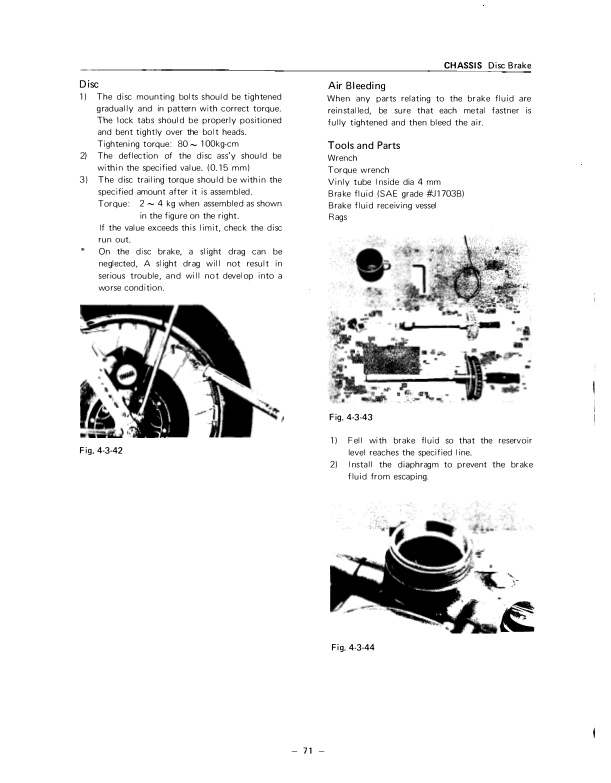 CHASSIS Disc Brake
Disc
1) The disc mounting bolts should be tightened
gradually and in pattern with correct torque.
The lock tabs should be properly positioned
and bent tightly over the bolt heads.
Tightening torque: 80 ~ 100kg-cm
2) The deflection of the disc ass'y should be
within the specified value. (0.15 mm)
3) The disc trailing torque should be within the
specified amount after it is assembled.
Torque: 2 ~ 4 kg when assembled as shown
in the figure on the right.
If the value exceeds this limit, check the disc
run out.
* On the disc brake, a slight drag can be
neglected, A slight drag will not result in
serious trouble, and will not develop into a
worse condition.
Fig. 4-3-42
Air Bleeding
When any parts relating to the brake fluid are
reinstalled, be sure that each metal fastner is
fully tightened and then bleed the air.
Tools and Parts
Wrench
Torque wrench
Vinly tube Inside dia 4 mm
Brake fluid (SAE grade #J1703B)
Brake fluid receiving vessel
Rags
Fig. 4-3-43
1) Fell with brake fluid so that the reservoir
level reaches the specified line.
2) Install the diaphragm to prevent the brake
fluid from escaping.
Fig. 4-3-44
– 71 –